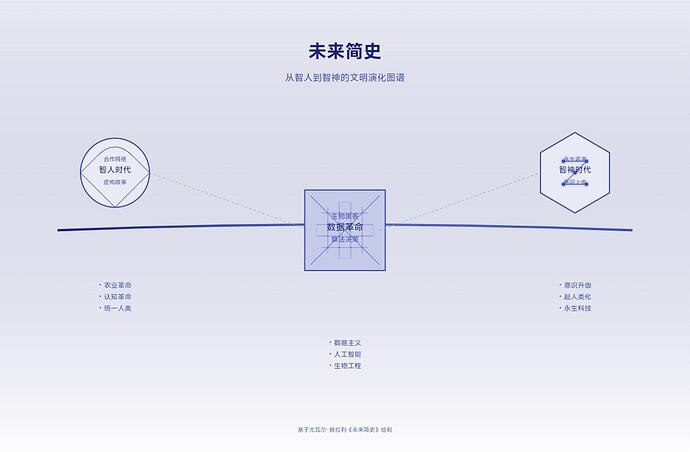 未来简史
从智人到智神的文明演化图谱
合作网络
智人时代
虚构故事
生物黑客
数据革命
算法决策
永生追求
智神时代
意识上传
· 农业革命
· 认知革命
· 统一人类
· 数据主义
· 人工智能
· 生物工程
· 意识升级
· 超人类化
· 永生科技
基于尤瓦尔·赫拉利《未来简史》绘制